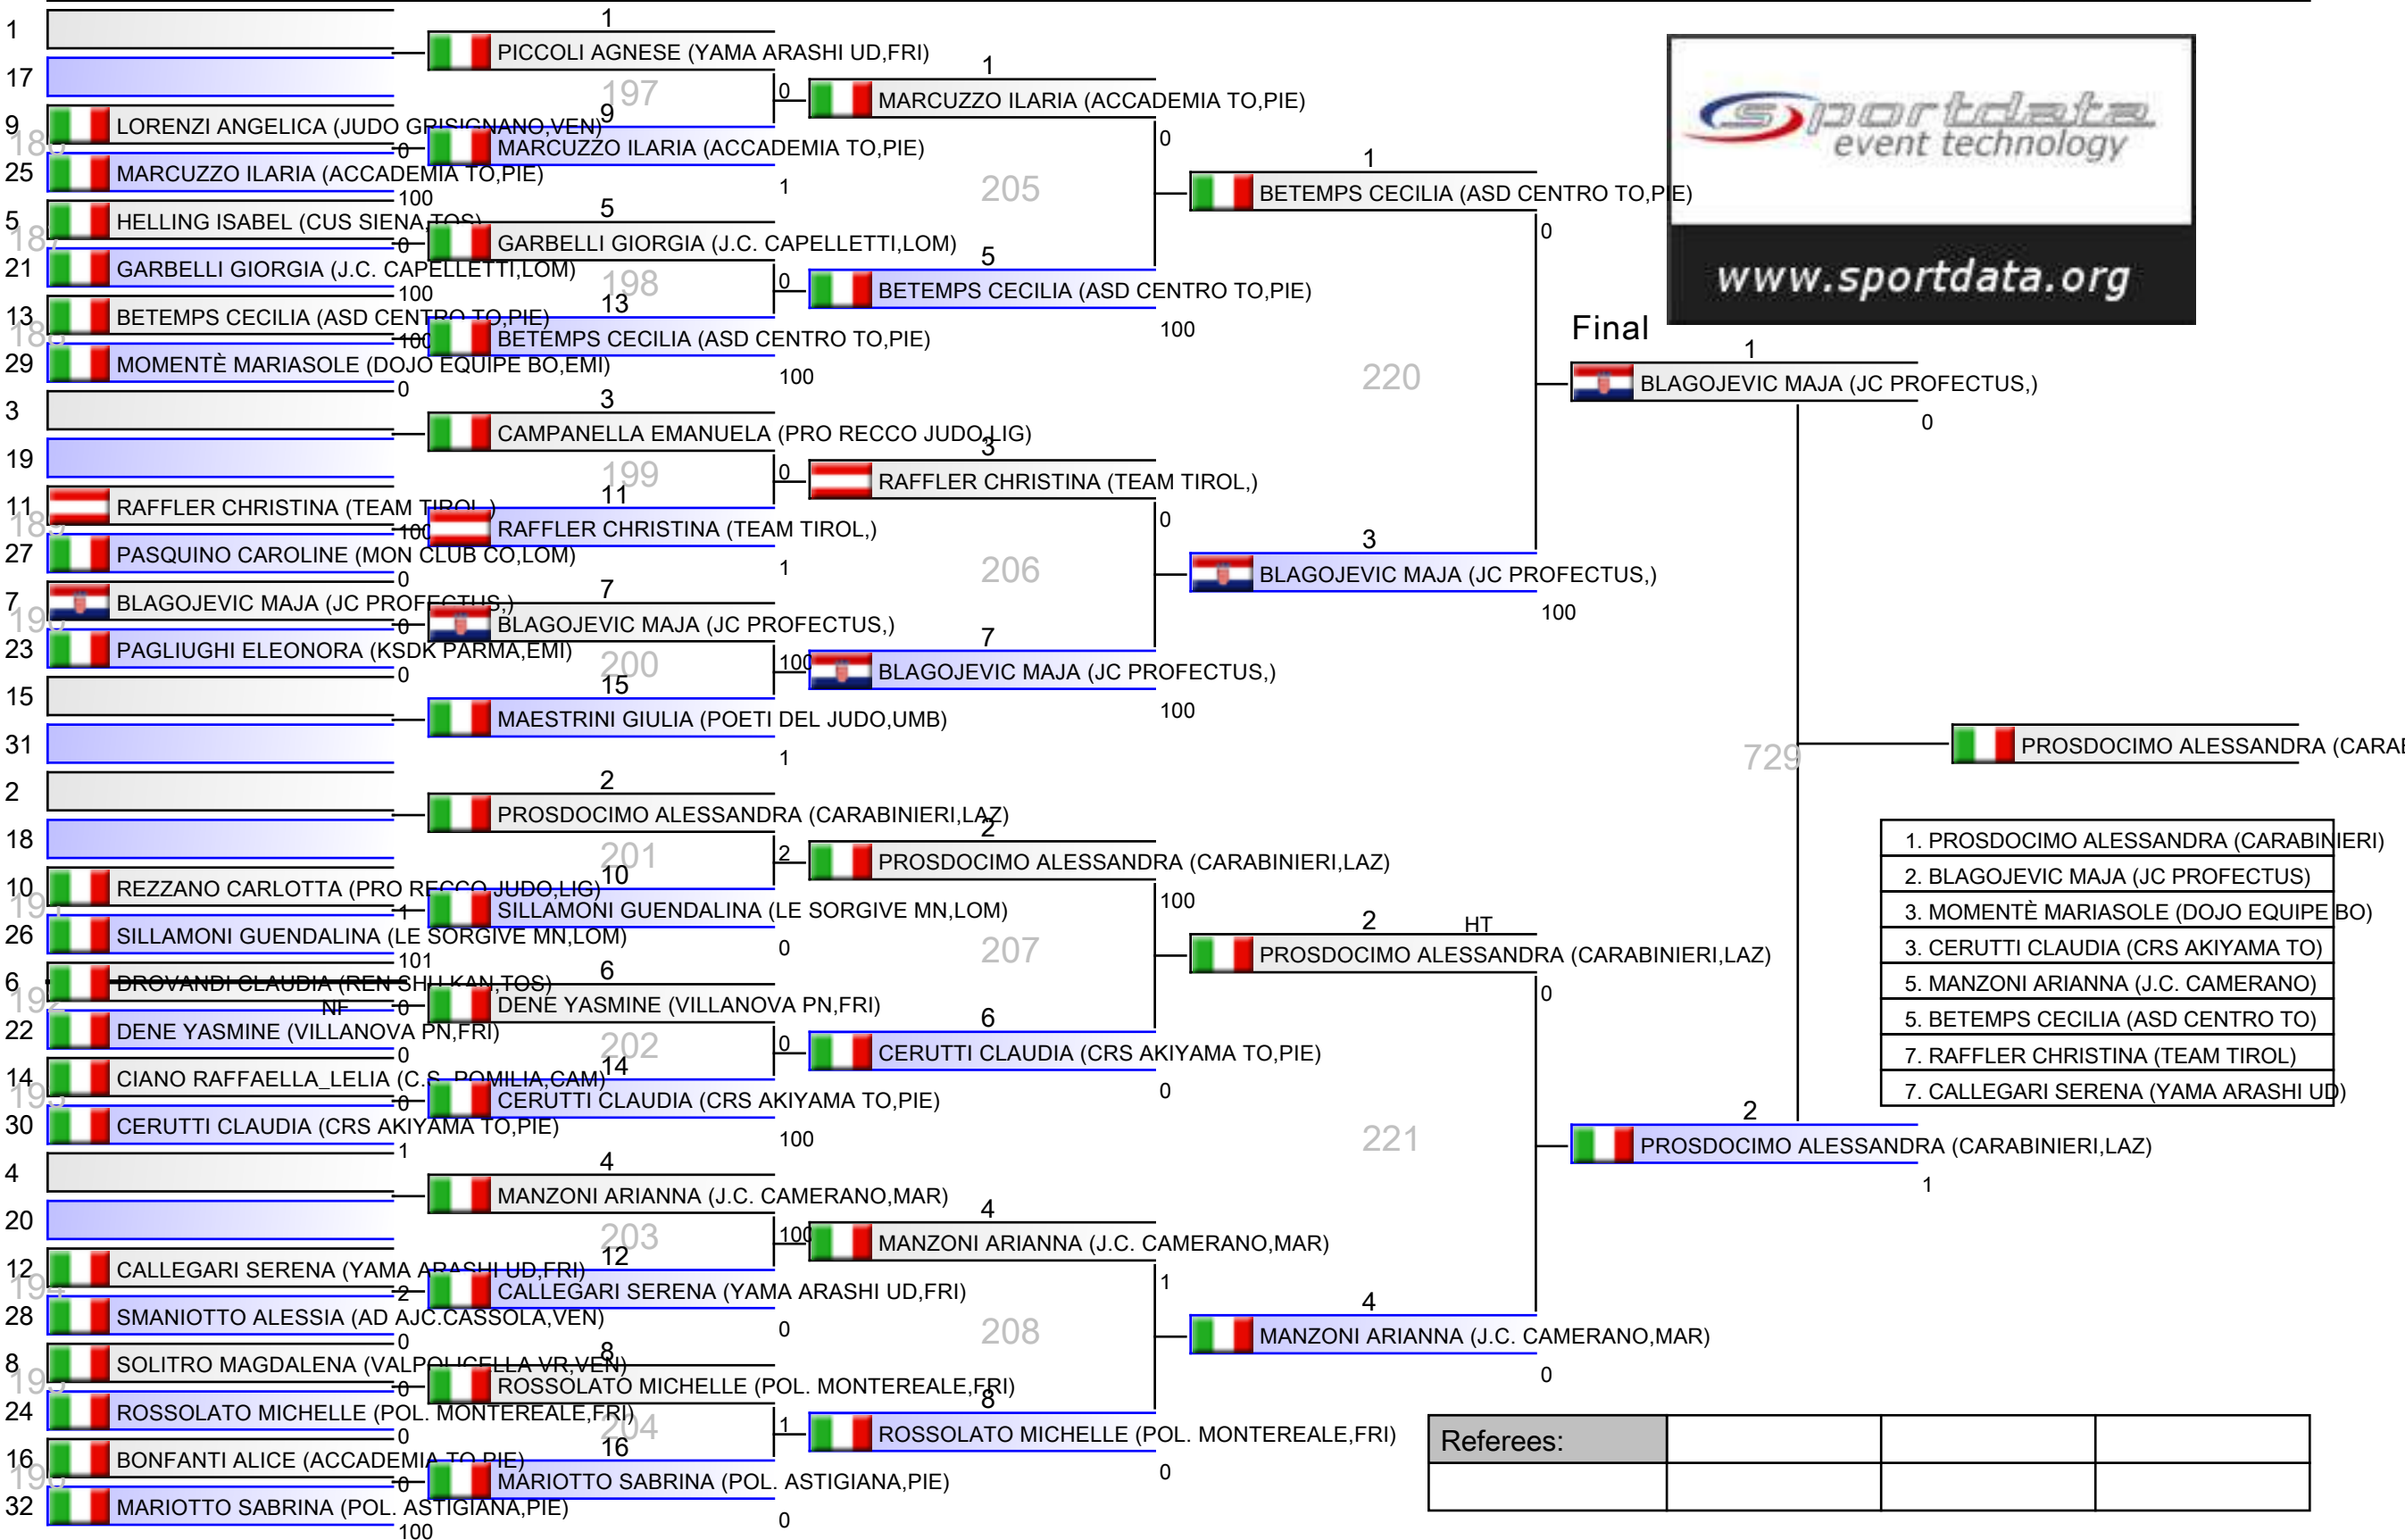 1
17
9 LORENZI ANGELICA (JUDO GRISIGNANO,VEN)
0
25 MARCUZZO ILARIA (ACCADEMIA TO,PIE)
100
5 HELLING ISABEL (CUS SIENA,TOS)
0
21 GARBELLI GIORGIA (J.C. CAPELLETTI,LOM)
100
13 BETEMPS CECILIA (ASD CENTRO TO,PIE)
100
29 MOMENTÈ MARIASOLE (DOJO EQUIPE BO,EMI)
0
3
19
11 RAFFLER CHRISTINA (TEAM TIROL,)
100
27 PASQUINO CAROLINE (MON CLUB CO,LOM)
0
7 BLAGOJEVIC MAJA (JC PROFECTUS,)
0
23 PAGLIUGHI ELEONORA (KSDK PARMA,EMI)
0
15
31
2
18
10 REZZANO CARLOTTA (PRO RECCO JUDO,LIG)
1
26 SILLAMONI GUENDALINA (LE SORGIVE MN,LOM)
101
6 DROVANDI CLAUDIA (REN SHU KAN,TOS)
NF 0
22 DENE YASMINE (VILLANOVA PN,FRI)
0
14 CIANO RAFFAELLA_LELIA (C.S. POMILIA,CAM)
0
30 CERUTTI CLAUDIA (CRS AKIYAMA TO,PIE)
1
4
20
12 CALLEGARI SERENA (YAMA ARASHI UD,FRI)
2
28 SMANIOTTO ALESSIA (AD AJC.CASSOLA,VEN)
0
8 SOLITRO MAGDALENA (VALPOLICELLA VR,VEN)
0
24 ROSSOLATO MICHELLE (POL. MONTEREALE,FRI)
0
16 BONFANTI ALICE (ACCADEMIA TO,PIE)
0
32 MARIOTTO SABRINA (POL. ASTIGIANA,PIE)
100
1
PICCOLI AGNESE (YAMA ARASHI UD,FRI)
197
0
9
MARCUZZO ILARIA (ACCADEMIA TO,PIE)
1
5
GARBELLI GIORGIA (J.C. CAPELLETTI,LOM)
198
0
13
BETEMPS CECILIA (ASD CENTRO TO,PIE)
100
3
CAMPANELLA EMANUELA (PRO RECCO JUDO,LIG)
199
0
11
RAFFLER CHRISTINA (TEAM TIROL,)
1
7
BLAGOJEVIC MAJA (JC PROFECTUS,)
200
100
15
MAESTRINI GIULIA (POETI DEL JUDO,UMB)
1
2
PROSDOCIMO ALESSANDRA (CARABINIERI,LAZ)
201
2
10
SILLAMONI GUENDALINA (LE SORGIVE MN,LOM)
0
6
DENE YASMINE (VILLANOVA PN,FRI)
202
0
14
CERUTTI CLAUDIA (CRS AKIYAMA TO,PIE)
100
4
MANZONI ARIANNA (J.C. CAMERANO,MAR)
203
100
12
CALLEGARI SERENA (YAMA ARASHI UD,FRI)
0
8
ROSSOLATO MICHELLE (POL. MONTEREALE,FRI)
204
1
16
MARIOTTO SABRINA (POL. ASTIGIANA,PIE)
0
1
MARCUZZO ILARIA (ACCADEMIA TO,PIE)
0
205
5
BETEMPS CECILIA (ASD CENTRO TO,PIE)
100
3
RAFFLER CHRISTINA (TEAM TIROL,)
0
206
7
BLAGOJEVIC MAJA (JC PROFECTUS,)
100
2
PROSDOCIMO ALESSANDRA (CARABINIERI,LAZ)
100
207
6
CERUTTI CLAUDIA (CRS AKIYAMA TO,PIE)
0
4
MANZONI ARIANNA (J.C. CAMERANO,MAR)
1
208
8
ROSSOLATO MICHELLE (POL. MONTEREALE,FRI)
0
1
BETEMPS CECILIA (ASD CENTRO TO,PIE)
0
220
3
BLAGOJEVIC MAJA (JC PROFECTUS,)
100
2 HT
PROSDOCIMO ALESSANDRA (CARABINIERI,LAZ)
0
221
4
MANZONI ARIANNA (J.C. CAMERANO,MAR)
0
sportdata
event technology
www.sportdata.org
Final
1
BLAGOJEVIC MAJA (JC PROFECTUS,)
0
729
2
PROSDOCIMO ALESSANDRA (CARABINIERI,LAZ)
1
PROSDOCIMO ALESSANDRA (CARAB
1. PROSDOCIMO ALESSANDRA (CARABINIERI)
2. BLAGOJEVIC MAJA (JC PROFECTUS)
3. MOMENTÈ MARIASOLE (DOJO EQUIPE BO)
3. CERUTTI CLAUDIA (CRS AKIYAMA TO)
5. MANZONI ARIANNA (J.C. CAMERANO)
5. BETEMPS CECILIA (ASD CENTRO TO)
7. RAFFLER CHRISTINA (TEAM TIROL)
7. CALLEGARI SERENA (YAMA ARASHI UD)
Referees: